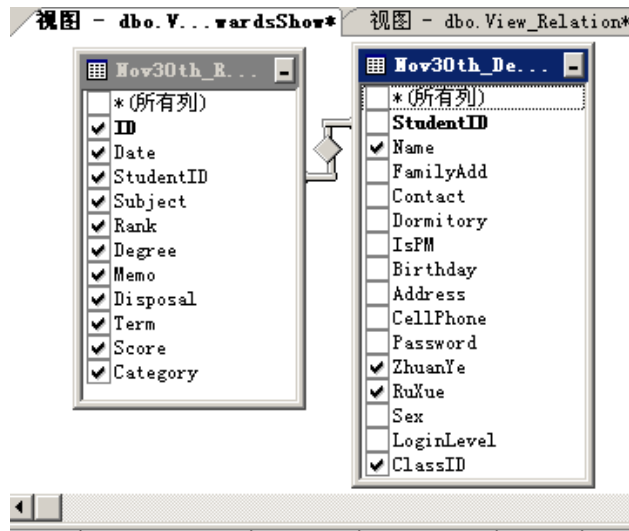 视图 - dbo.V...wardsShow*
视图 - dbo.View_Relation*
Nov30th_R...
*(所有列)
ID
Date
StudentID
Subject
Rank
Degree
Memo
Disposal
Term
Score
Category
Nov30th_De...
*(所有列)
StudentID
Name
FamilyAdd
Contact
Dormitory
IsPM
Birthday
Address
CellPhone
Password
ZhuanYe
RuXue
Sex
LoginLevel
ClassID